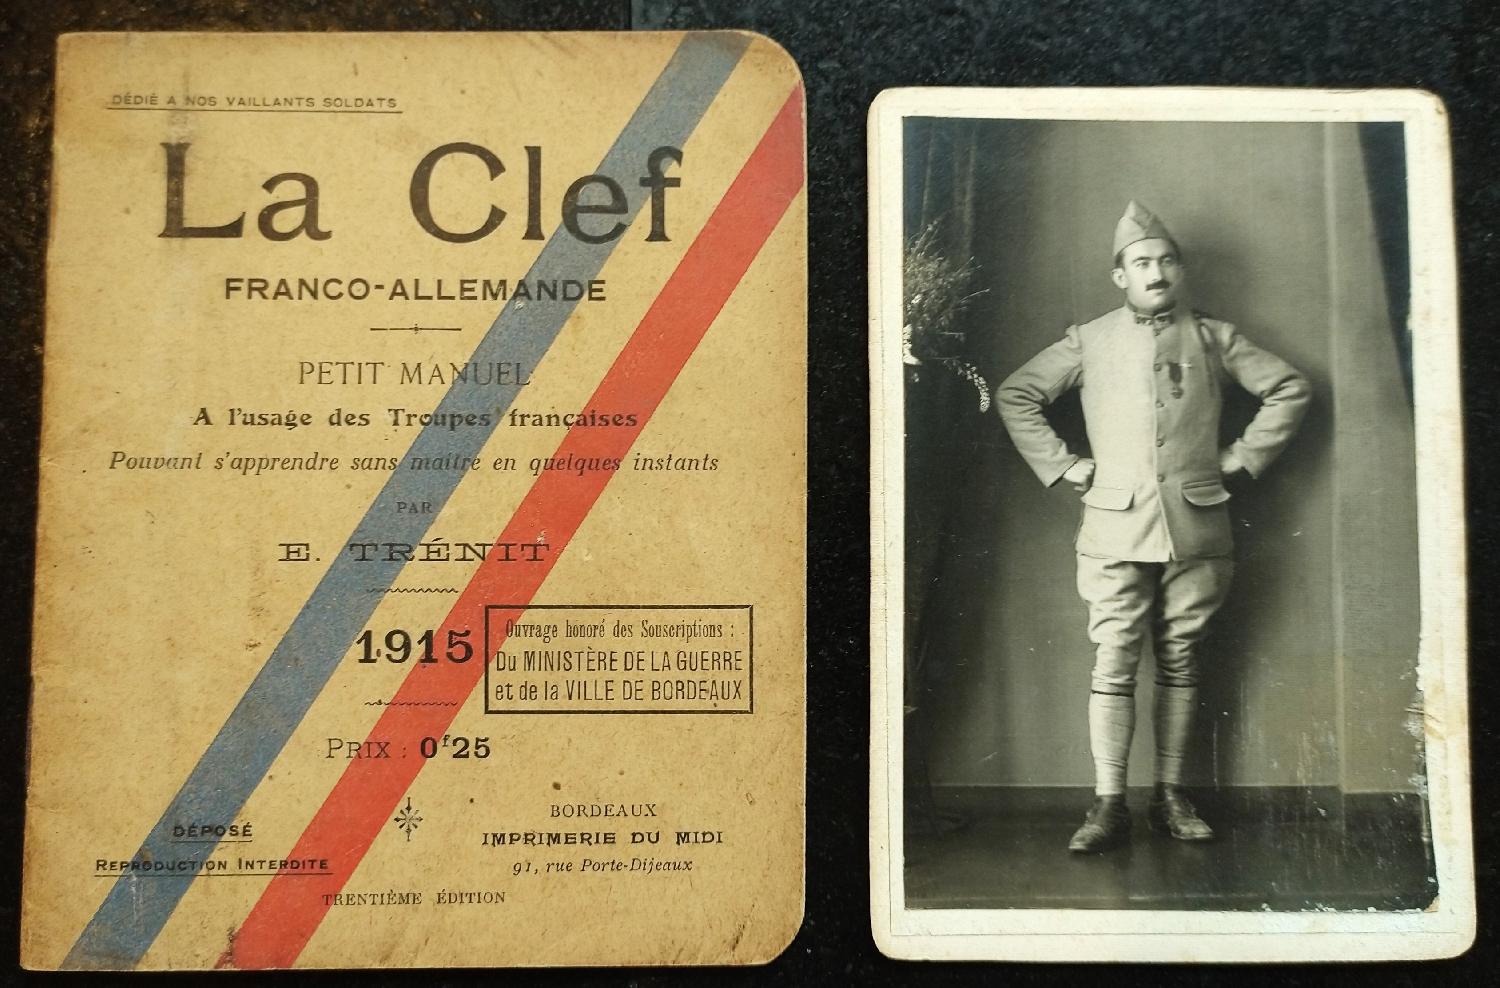 DÉDIÉ A NOS VAILLANTS SOLDATS
La Clef
FRANCO-ALLEMANDE
PETIT MANUEL
A l'usage des Troupes françaises
Pouvant s'apprendre sans maître en quelques instants
PAR
E. TRÉNIT
1915
Ouvrage honoré des Souscriptions :
Du MINISTÈRE DE LA GUERRE
et de la VILLE DE BORDEAUX
PRIX : 0f25
DÉPOSÉ
REPRODUCTION INTERDITE
BORDEAUX
IMPRIMERIE DU MIDI
91, rue Porte-Dijeaux
TRENTIÈME ÉDITION